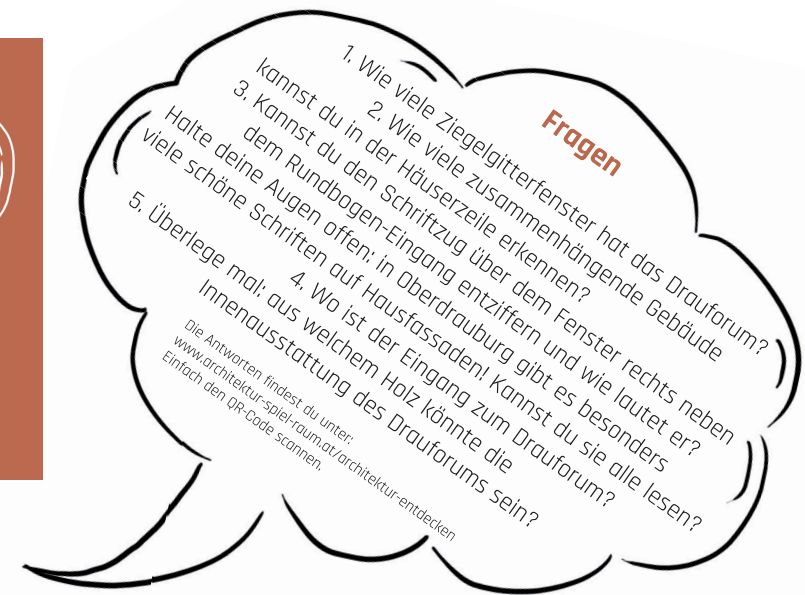 Fragen
1. Wie viele Ziegelgitterfenster hat das Drauforum?
2. Wie viele zusammenhängende Gebäude
kannst du in der Häuserzeile erkennen?
3. Kannst du den Schriftzug über dem Fenster rechts neben
dem Rundbogen-Eingang entziffern und wie lautet er?
Halte deine Augen offen: in Oberdrauburg gibt es besonders
viele schöne Schriften auf Hausfassaden! Kannst du sie alle lesen?
4. Wo ist der Eingang zum Drauforum?
5. Überlege mal: aus welchem Holz könnte die
Innenausstattung des Drauforums sein?
Die Antworten findest du unter:
www.architektur-spiel-raum.at/architektur-entdecken
Einfach den QR-Code scannen.